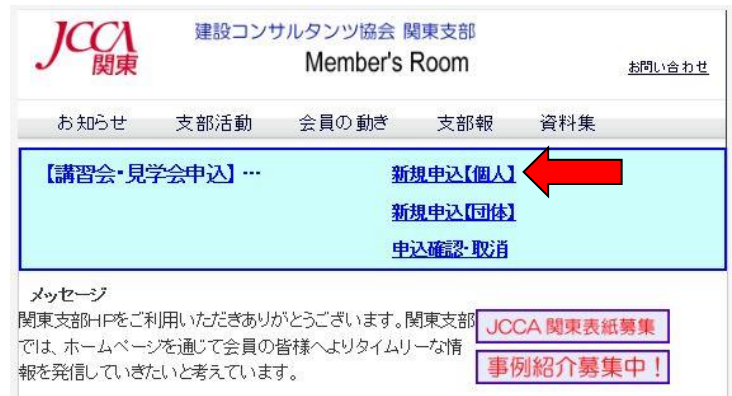 JCCA
関東
建設コンサルタンツ協会 関東支部
Member's Room
お問い合わせ
お知らせ 支部活動 会員の動き 支部報 資料集
【講習会・見学会申込】 … 新規申込【個人】
新規申込【団体】
申込確認・取消
メッセージ
関東支部HPをご利用いただきありがとうございます。関東支部
では、ホームページを通じて会員の皆様へよりタイムリーな情
報を発信していきたいと考えています。
JCCA 関東表紙募集
事例紹介募集中！